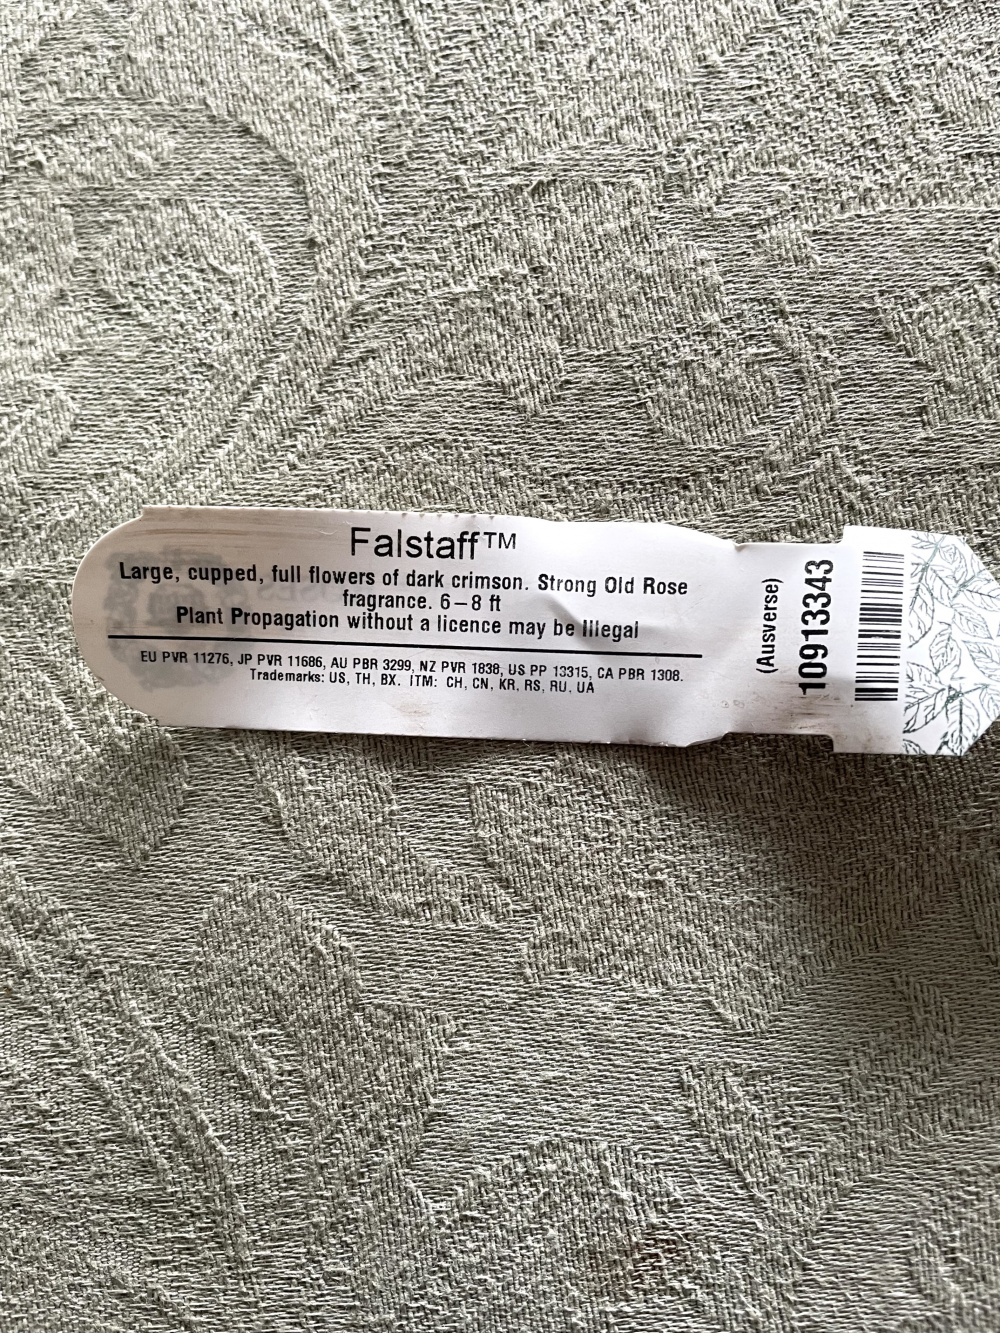 Falstaff™
Large, cupped, full flowers of dark crimson. Strong Old Rose
fragrance. 6–8 ft
Plant Propagation without a licence may be Illegal
EU PVR 11276, JP PVR 11686, AU PBR 3299, NZ PVR 1838, US PP 13315, CA PBR 1308.
Trademarks: US, TH, BX. ITM: CH, CN, KR, RS, RU, UA
(Ausverse)
10913343